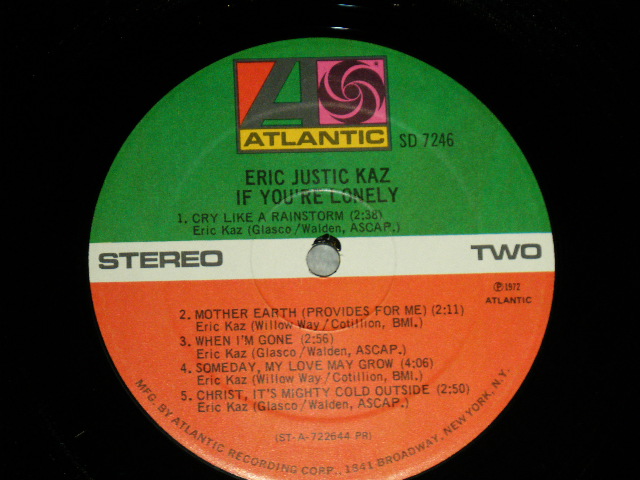 ATLANTIC
SD 7246
ERIC JUSTIC KAZ
IF YOU'RE LONELY
1. CRY LIKE A RAINSTORM (2:38)
Eric Kaz (Glasco/Walden, ASCAP.)
STEREO
TWO
℗ 1972
ATLANTIC
2. MOTHER EARTH (PROVIDES FOR ME) (2:11)
Eric Kaz (Willow Way/Cotillion, BMI.)
3. WHEN I'M GONE (2:56)
Eric Kaz (Glasco/Walden, ASCAP.)
4. SOMEDAY, MY LOVE MAY GROW (4:06)
Eric Kaz (Willow Way/Cotillion, BMI.)
5. CHRIST, IT'S MIGHTY COLD OUTSIDE (2:50)
Eric Kaz (Glasco/Walden, ASCAP.)
(ST-A-722644 PR)
MFG. BY ATLANTIC RECORDING CORP., 1841 BROADWAY, NEW YORK, N.Y.